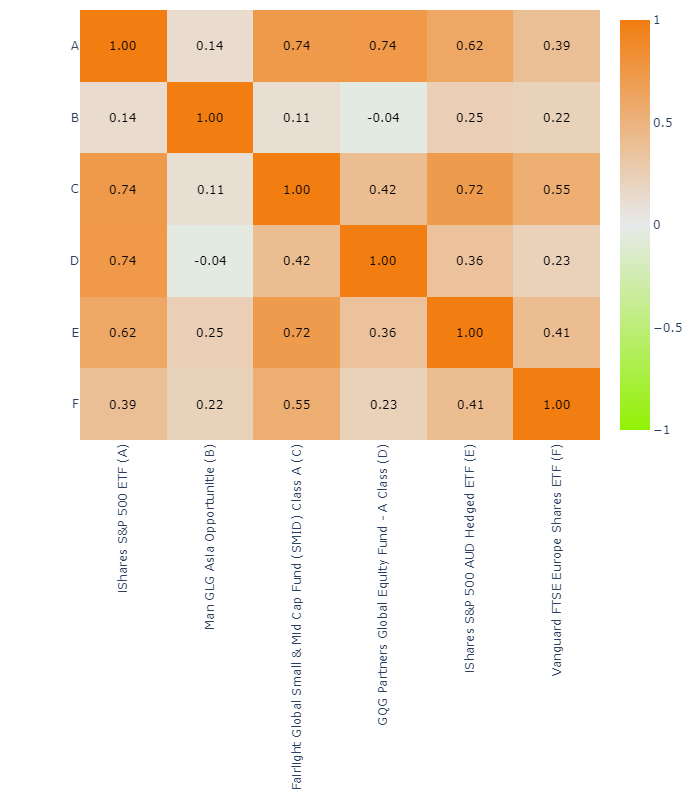 A 1.00 0.14 0.74 0.74 0.62 0.39
B 0.14 1.00 0.11 -0.04 0.25 0.22
C 0.74 0.11 1.00 0.42 0.72 0.55
D 0.74 -0.04 0.42 1.00 0.36 0.23
E 0.62 0.25 0.72 0.36 1.00 0.41
F 0.39 0.22 0.55 0.23 0.41 1.00
IShares S&P 500 ETF (A)
Man GLG Asia Opportunitie (B)
Fairlight Global Small & Mid Cap Fund (SMID) Class A (C)
GQG Partners Global Equity Fund - A Class (D)
IShares S&P 500 AUD Hedged ETF (E)
Vanguard FTSE Europe Shares ETF (F)
1
0.5
0
−0.5
−1